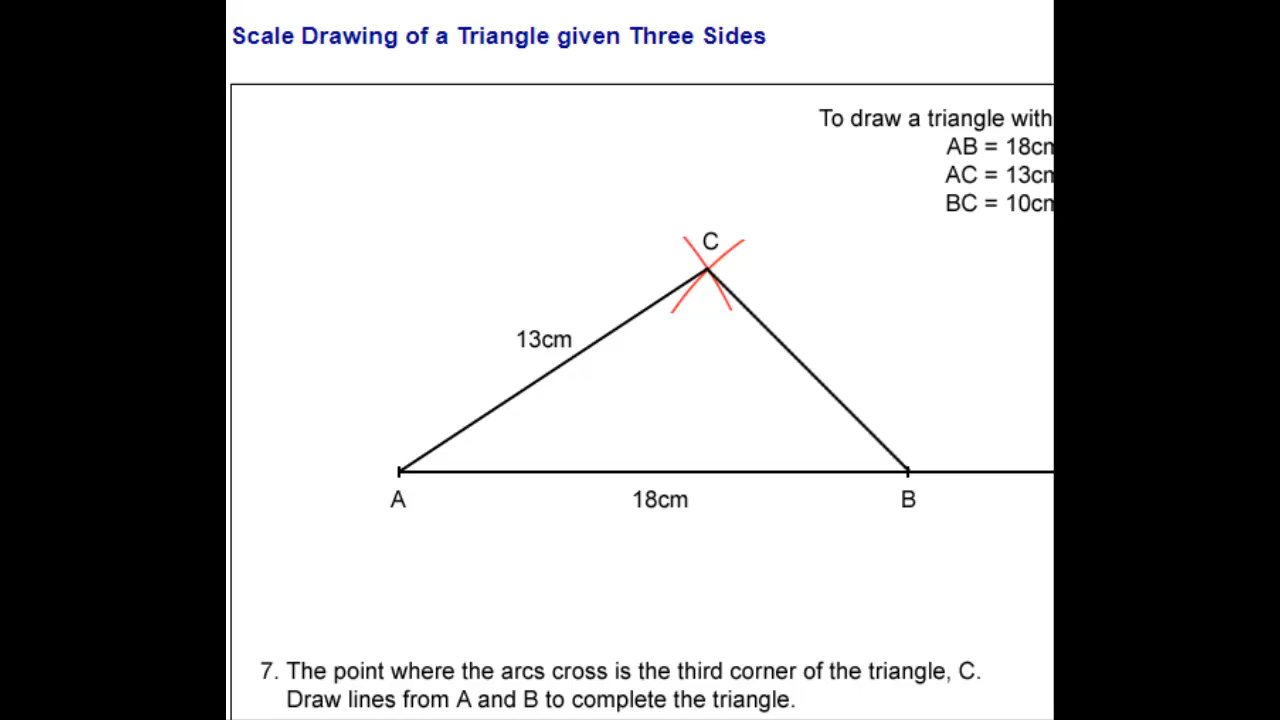 Scale Drawing of a Triangle given Three Sides
To draw a triangle with
AB = 18cm
AC = 13cm
BC = 10cm
C
13cm
A
18cm
B
7. The point where the arcs cross is the third corner of the triangle, C.
Draw lines from A and B to complete the triangle.